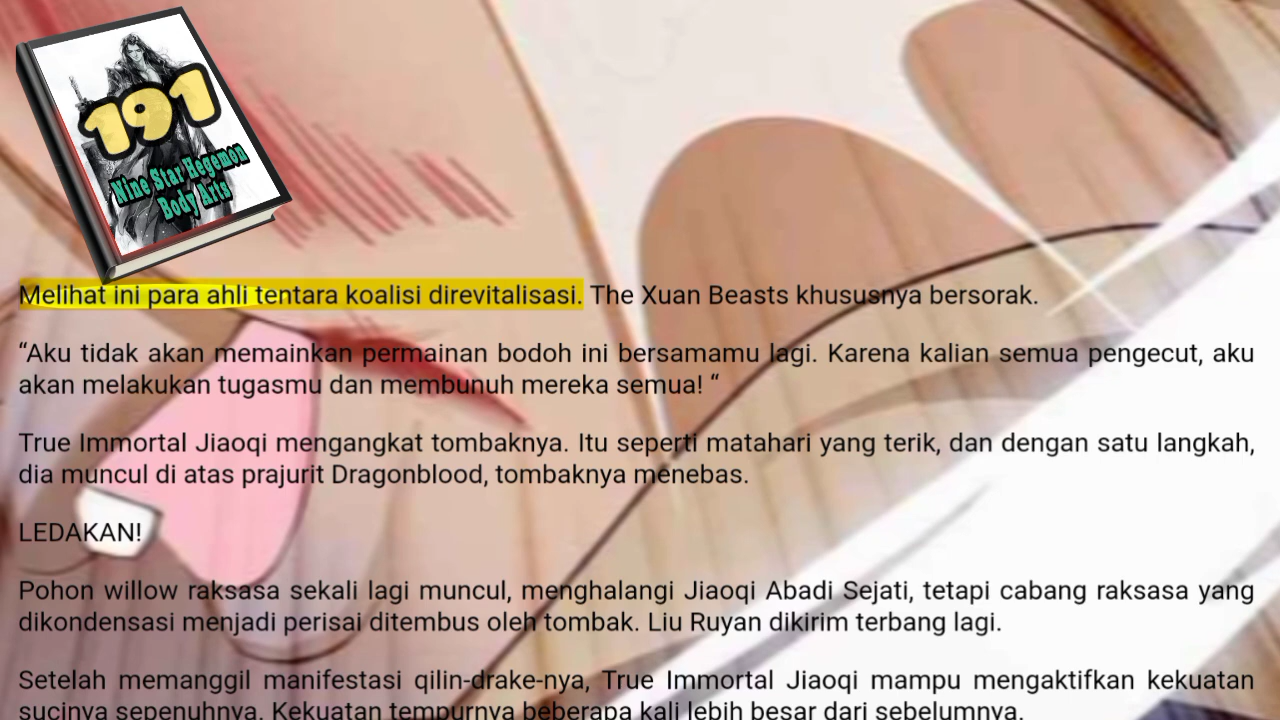 191
Nine Star Hegemon
Body Arts
Melihat ini para ahli tentara koalisi direvitalisasi. The Xuan Beasts khususnya bersorak.
“Aku tidak akan memainkan permainan bodoh ini bersamamu lagi. Karena kalian semua pengecut, aku
akan melakukan tugasmu dan membunuh mereka semua! “
True Immortal Jiaoqi mengangkat tombaknya. Itu seperti matahari yang terik, dan dengan satu langkah,
dia muncul di atas prajurit Dragonblood, tombaknya menebas.
LEDAKAN!
Pohon willow raksasa sekali lagi muncul, menghalangi Jiaoqi Abadi Sejati, tetapi cabang raksasa yang
dikondensasi menjadi perisai ditembus oleh tombak. Liu Ruyan dikirim terbang lagi.
Setelah memanggil manifestasi qilin-drake-nya, True Immortal Jiaoqi mampu mengaktifkan kekuatan
sucinya sepenuhnya. Kekuatan tempurnya beberapa kali lebih besar dari sebelumnya.